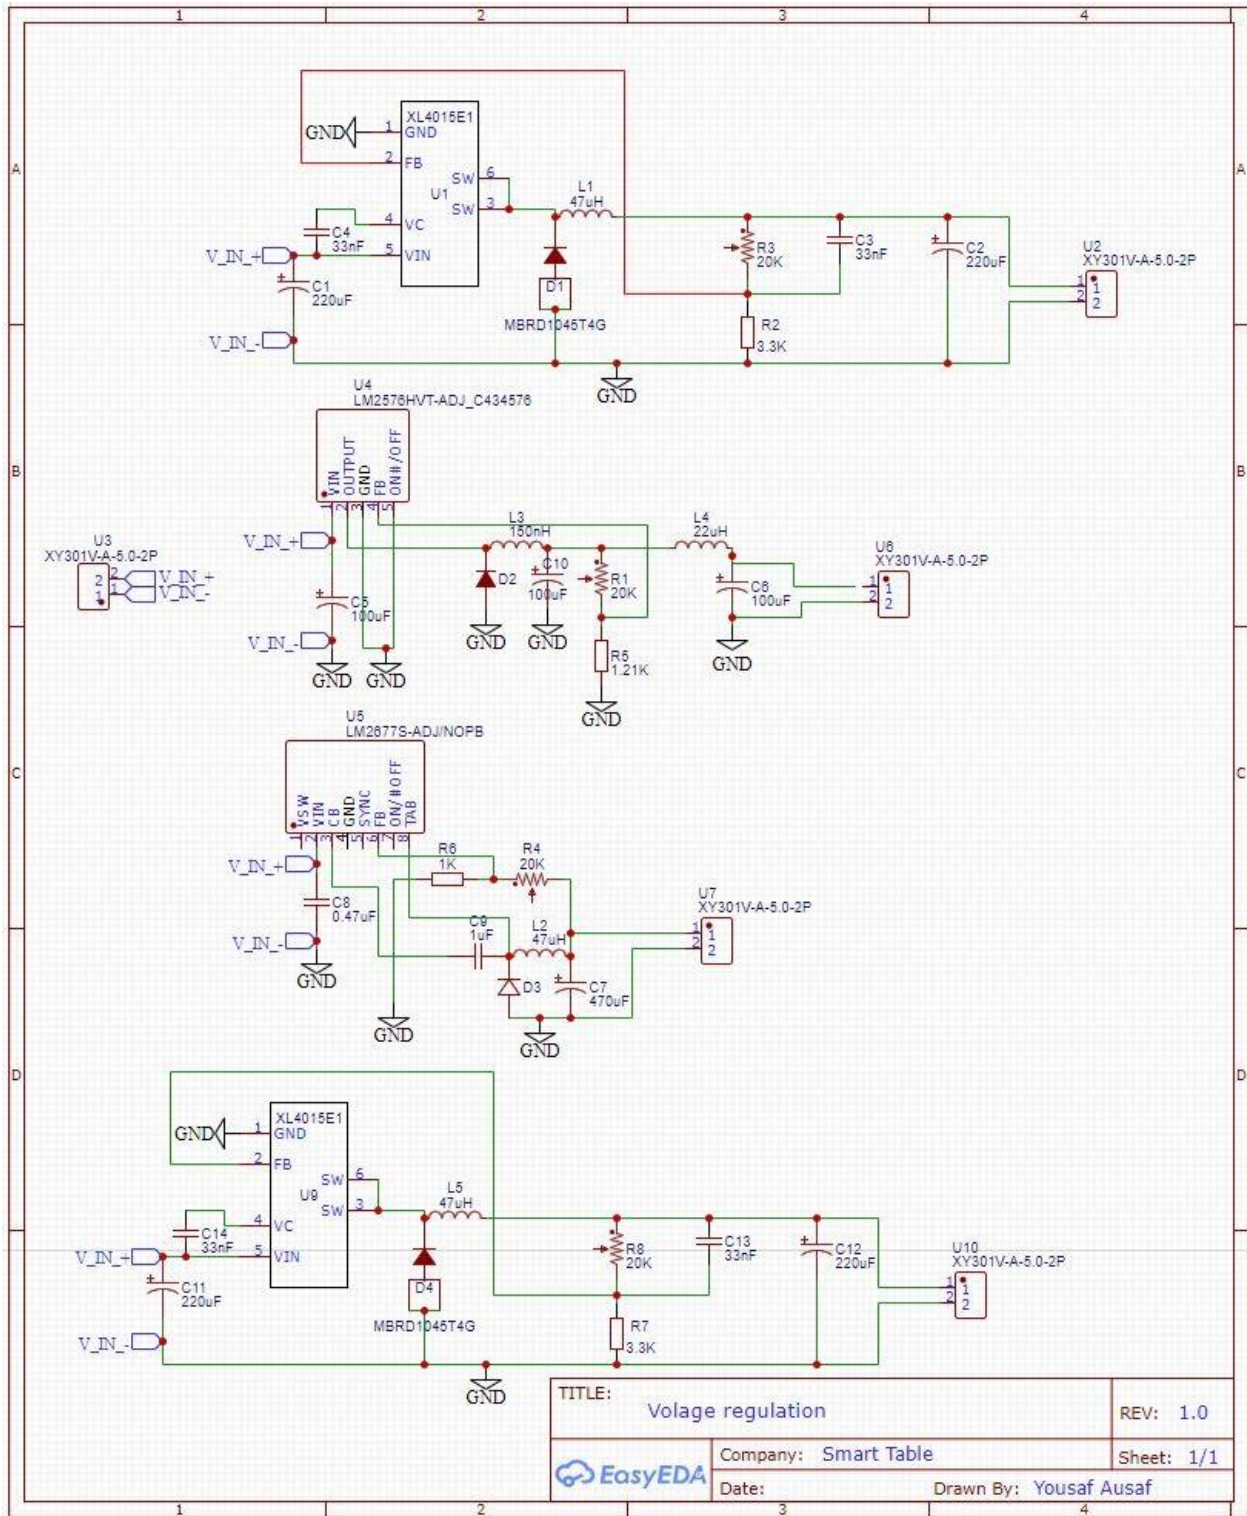 1 2 3 4
A
A
XL4015E1
GND
1 GND
2 FB
SW 6
U1
SW 3
4 VC
5 VIN
C4
33nF
V_IN_+
C1
220uF
V_IN_-
L1
47uH
D1
MBRD1045T4G
R3
20K
C3
33nF
C2
220uF
R2
3.3K
U2
XY301V-A-5.0-2P
1 1
2 2
GND
U4
LM2576HVT-ADJ_C434576
B
B
VIN
OUTPUT
GND
FB
ON#/OFF
1 2 3 4 5
U3
XY301V-A-5.0-2P
2 2 V_IN_+
1 1 V_IN_-
V_IN_+
C5
100uF
V_IN_-
GND
GND
L3
150nH
D2
GND
C10
100uF
GND
R1
20K
R5
1.21K
GND
L4
22uH
C6
100uF
GND
U6
XY301V-A-5.0-2P
1 1
2 2
U5
LM2677S-ADJ/NOPB
C
C
VSW
VIN
CB
GND
SYNC
FB
ON/#OFF
TAB
1 2 3 4 5 6 7 8
V_IN_+
C8
0.47uF
V_IN_-
GND
R6
1K
R4
20K
GND
C9
1uF
L2
47uH
D3
C7
470uF
GND
U7
XY301V-A-5.0-2P
1 1
2 2
D
D
XL4015E1
GND
1 GND
2 FB
SW 6
U9
SW 3
4 VC
5 VIN
C14
33nF
V_IN_+
C11
220uF
V_IN_-
L5
47uH
D4
MBRD1045T4G
R8
20K
C13
33nF
C12
220uF
R7
3.3K
U10
XY301V-A-5.0-2P
1 1
2 2
GND
TITLE:
Volage regulation
REV: 1.0
EasyEDA
Company: Smart Table
Sheet: 1/1
Date:
Drawn By: Yousaf Ausaf
1 2 3 4